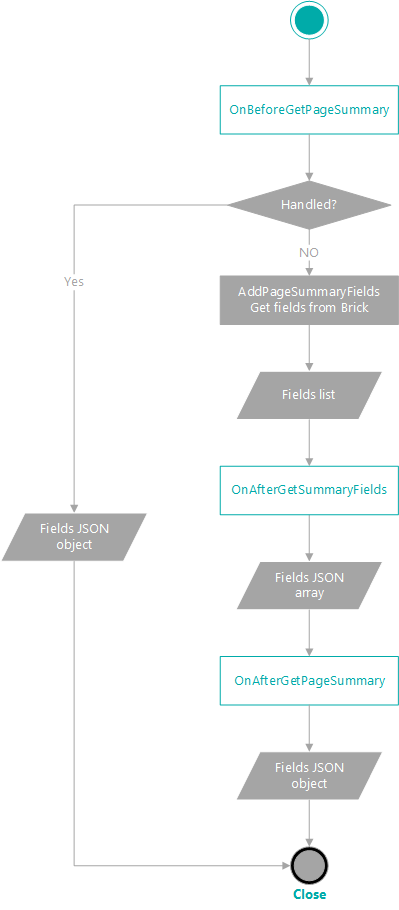 OnBeforeGetPageSummary
Handled?
NO
Yes
AddPageSummaryFields
Get fields from Brick
Fields list
OnAfterGetSummaryFields
Fields JSON
object
Fields JSON
array
OnAfterGetPageSummary
Fields JSON
object
Close